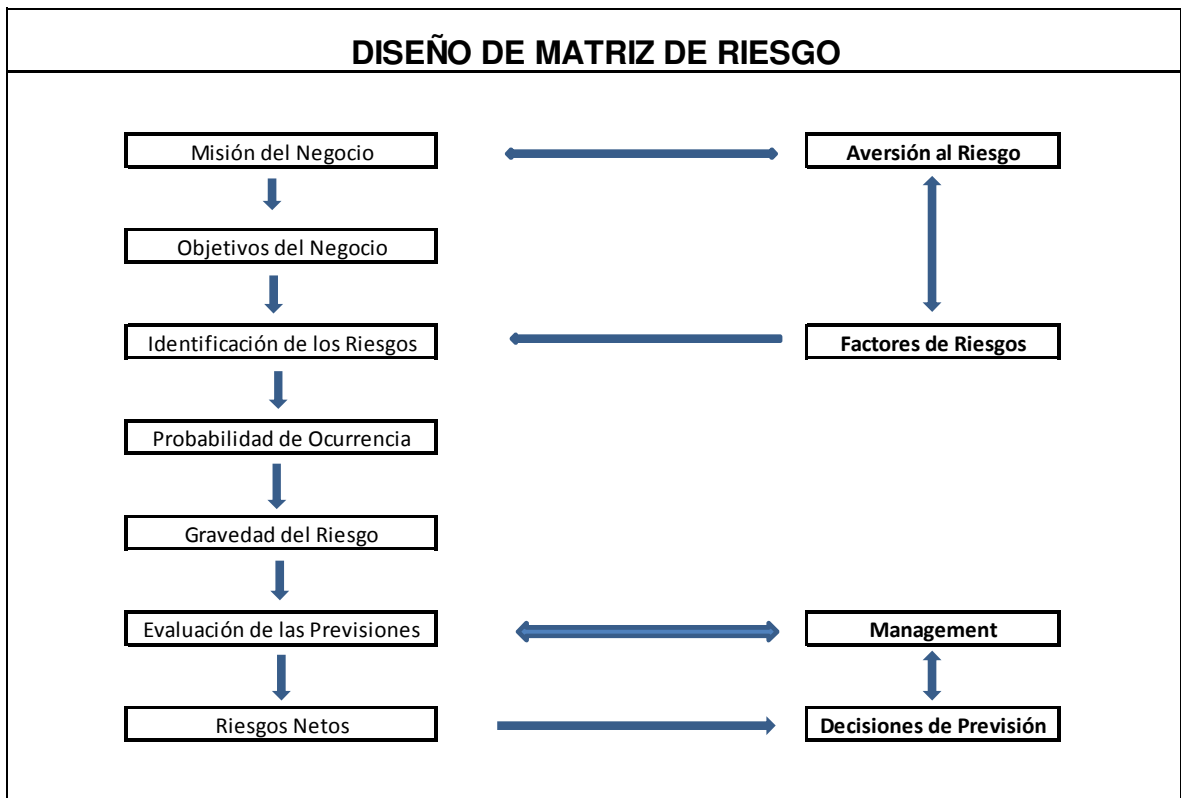 DISEÑO DE MATRIZ DE RIESGO
Misión del Negocio
Aversión al Riesgo
Objetivos del Negocio
Identificación de los Riesgos
Factores de Riesgos
Probabilidad de Ocurrencia
Gravedad del Riesgo
Evaluación de las Previsiones
Management
Riesgos Netos
Decisiones de Previsión